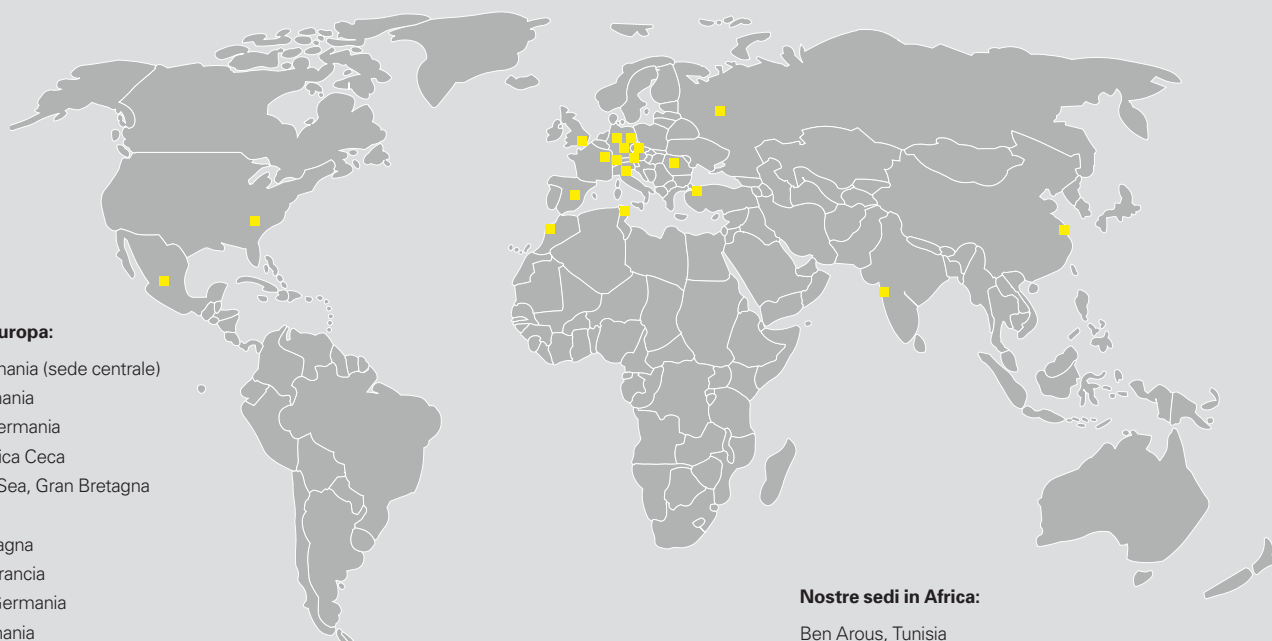 uropa:
nania (sede centrale)
nania
ermania
ica Ceca
Sea, Gran Bretagna
agna
rancia
Germania
nania
Nostre sedi in Africa:
Ben Arous, Tunisia